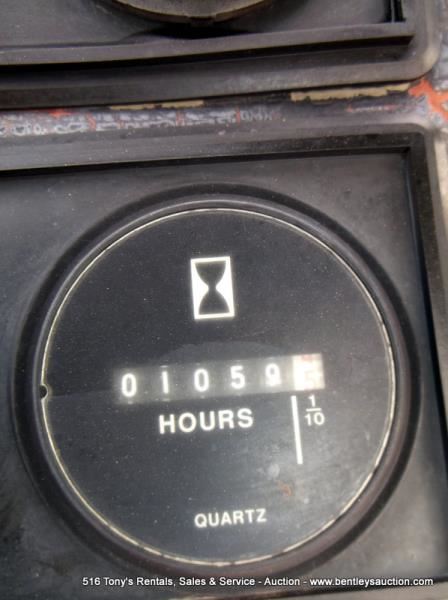 01059
HOURS 1/10
QUARTZ
516 Tony's Rentals, Sales & Service - Auction - www.bentleysauction.com